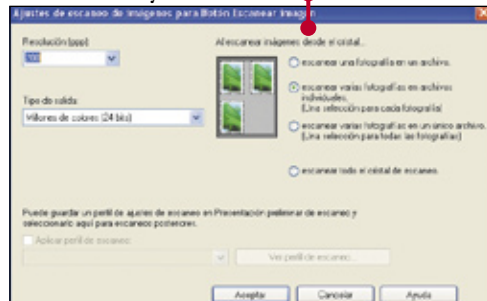 Ajustes de escaneo de imágenes para Botón Escanear imagen
Resolución (ppp):
200
Al escanear imágenes desde el cristal...
escanear una fotografía en un archivo.
escanear varias fotografías en archivos
individuales.
(Una selección para cada fotografía)
Tipo de salida:
Millones de colores (24 bits)
escanear varias fotografías en un único archivo.
(Una selección para todas las fotografías)
escanear todo el cristal de escaneo.
Puede guardar un perfil de ajustes de escaneo en Presentación preliminar de escaneo y
seleccionarlo aquí para escaneos posteriores.
Aplicar perfil de escaneo:
Ver perfil de escaneo...
Aceptar
Cancelar
Ayuda